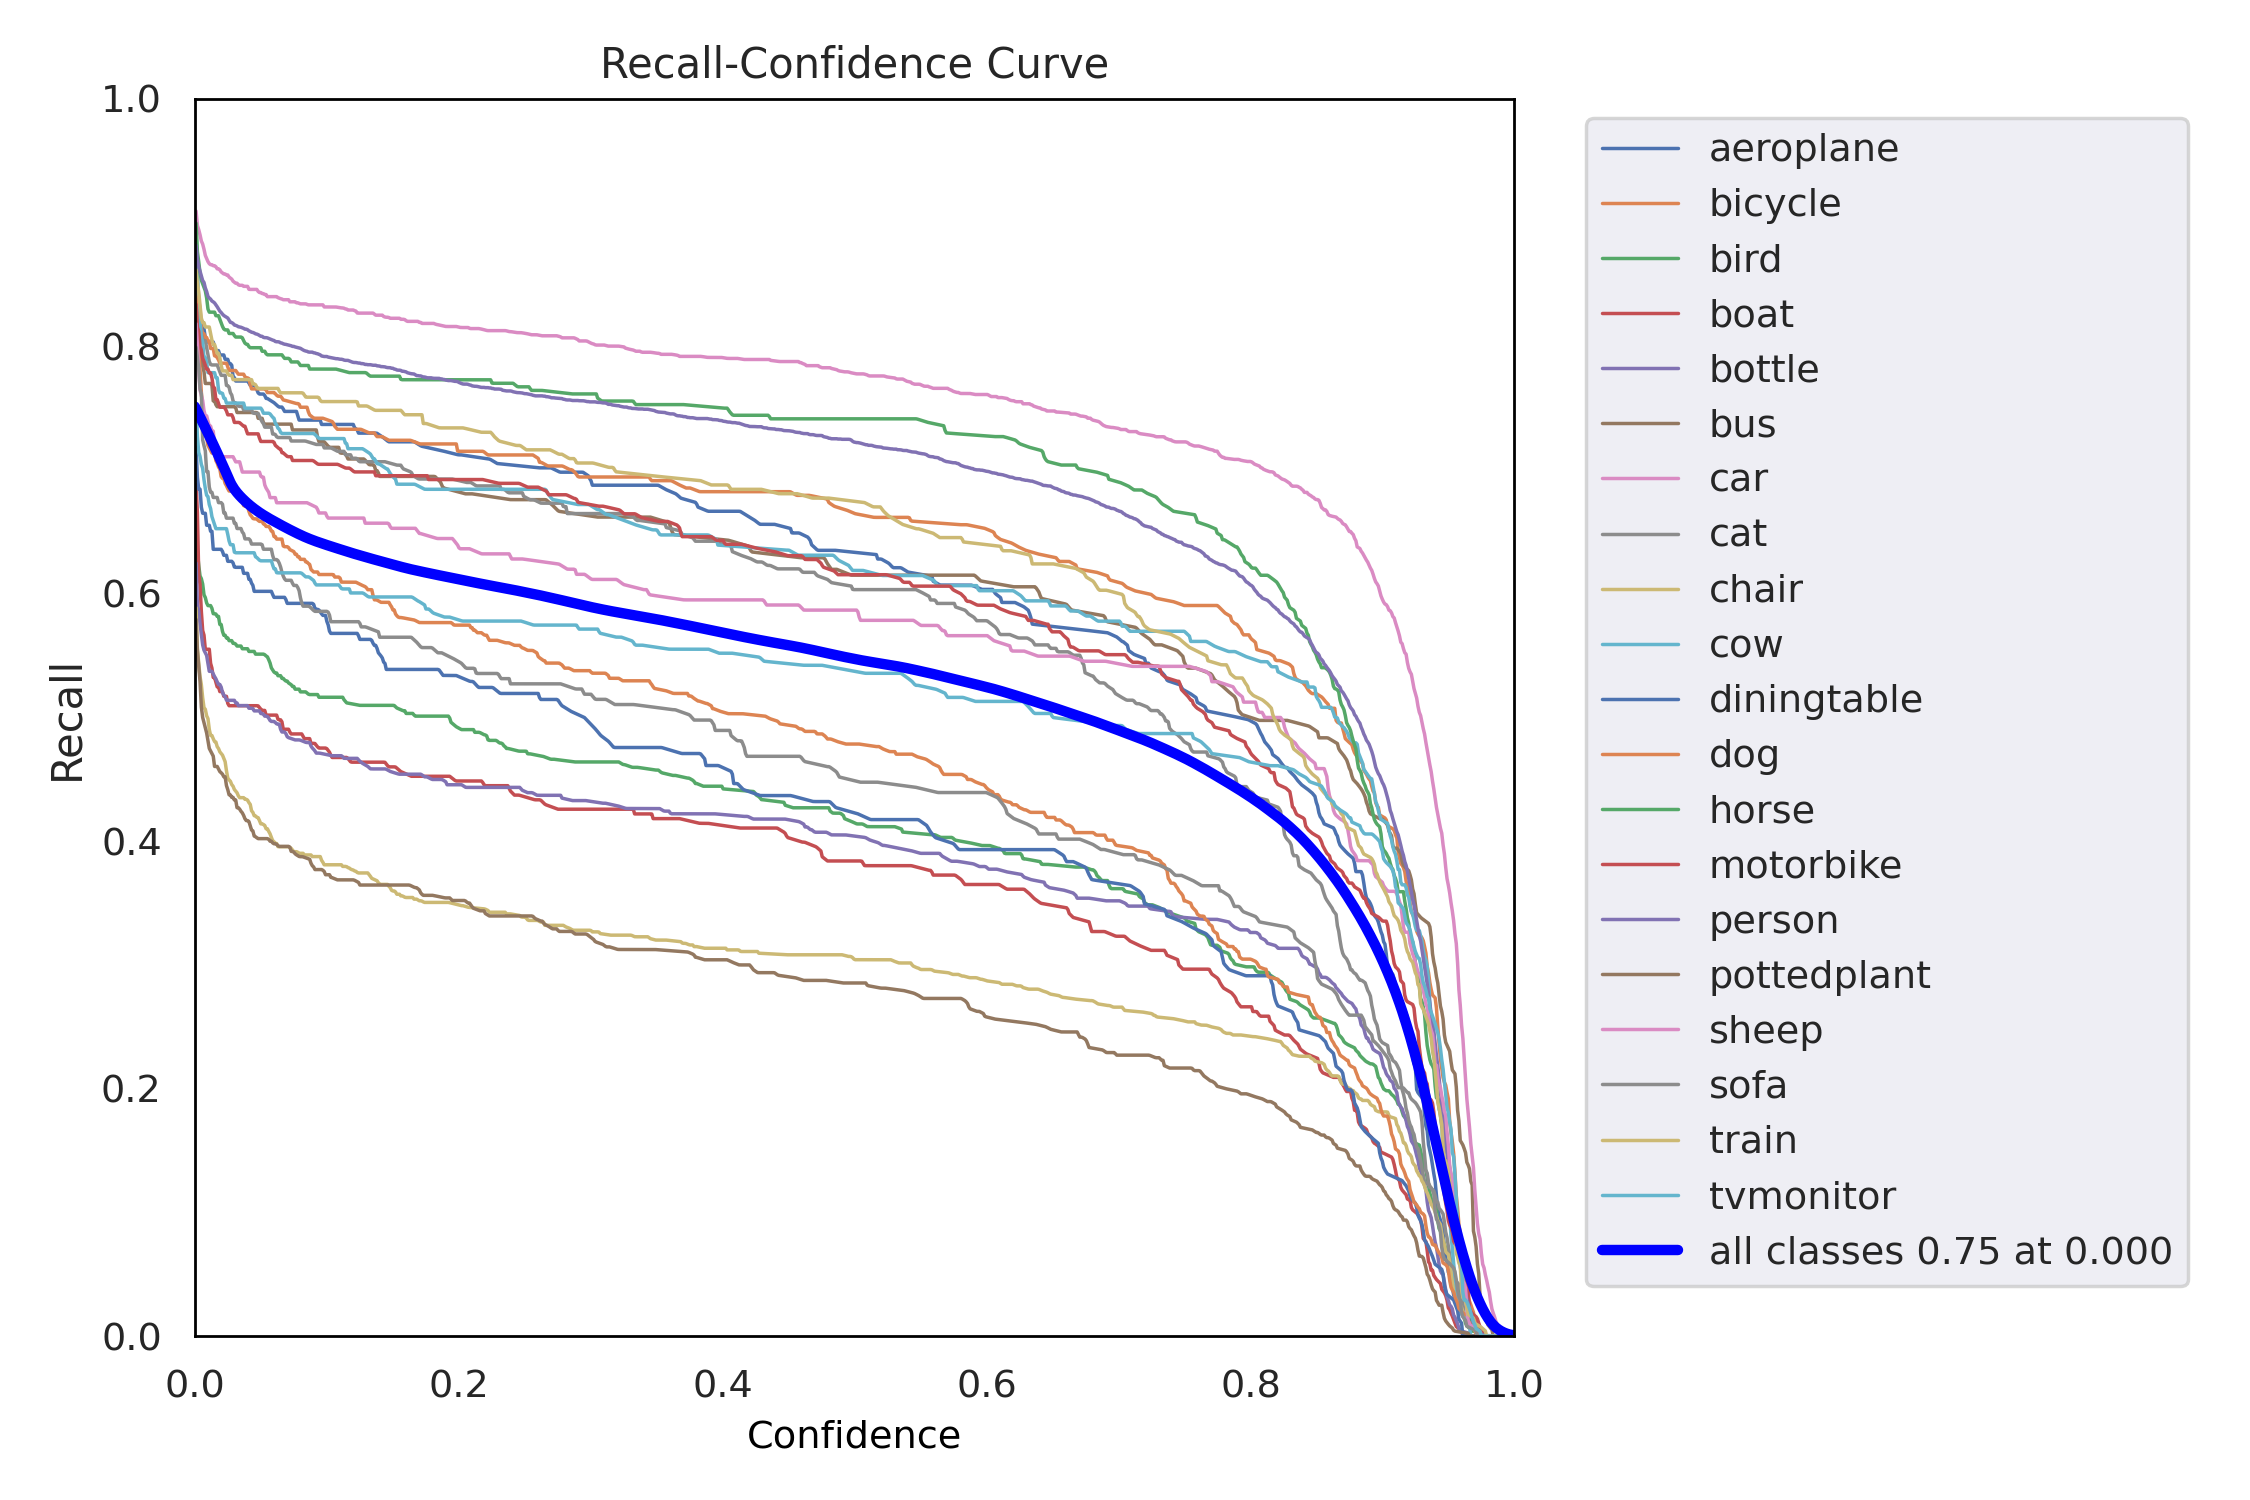 Recall-Confidence Curve
1.0
0.8
0.6
0.4
0.2
0.0
Recall
0.0 0.2 0.4 0.6 0.8 1.0
Confidence
aeroplane
bicycle
bird
boat
bottle
bus
car
cat
chair
cow
diningtable
dog
horse
motorbike
person
pottedplant
sheep
sofa
train
tvmonitor
all classes 0.75 at 0.000